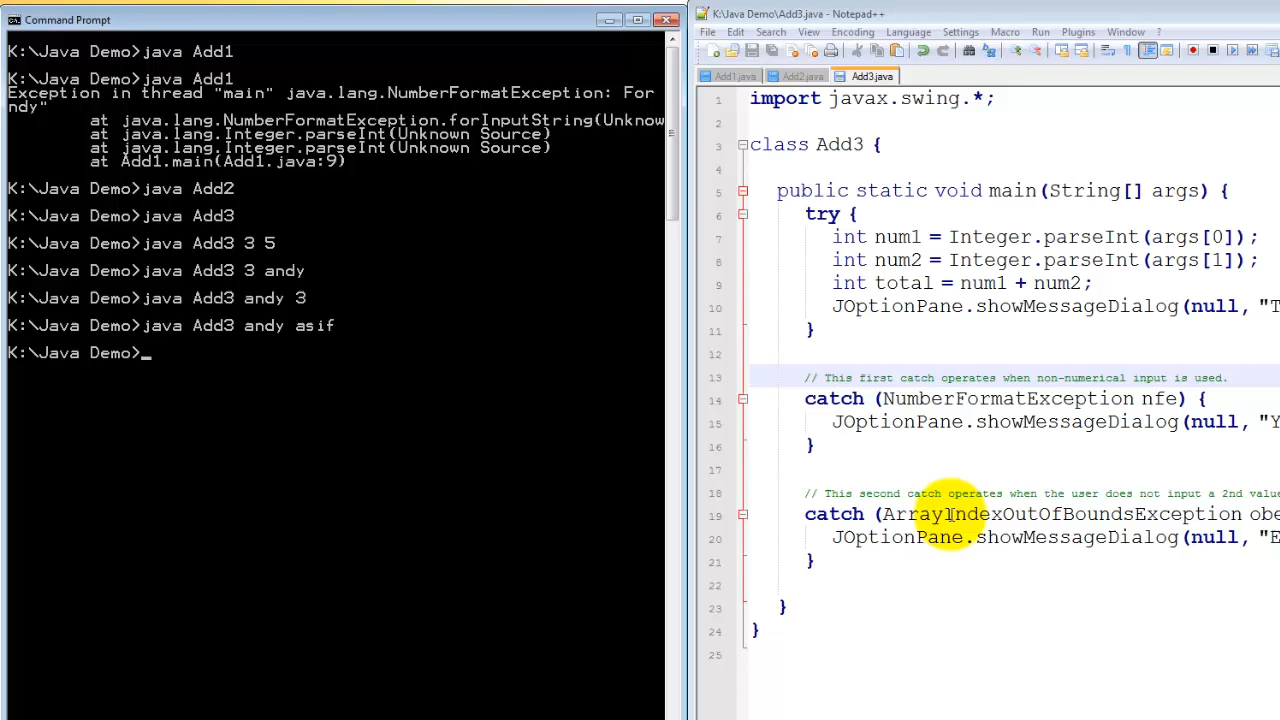 Command Prompt
K:\Java Demo>java Add1
K:\Java Demo>java Add1
Exception in thread "main" java.lang.NumberFormatException: For
ndy"
at java.lang.NumberFormatException.forInputString(Unknow
at java.lang.Integer.parseInt(Unknown Source)
at java.lang.Integer.parseInt(Unknown Source)
at Add1.main(Add1.java:9)
K:\Java Demo>java Add2
K:\Java Demo>java Add3
K:\Java Demo>java Add3 3 5
K:\Java Demo>java Add3 3 andy
K:\Java Demo>java Add3 andy 3
K:\Java Demo>java Add3 andy asif
K:\Java Demo>_
K:\Java Demo\Add3.java - Notepad++
File Edit Search View Encoding Language Settings Macro Run Plugins Window ?
Add1.java Add2.java Add3.java
1 import javax.swing.*;
2
3 class Add3 {
4
5 public static void main(String[] args) {
6 try {
7 int num1 = Integer.parseInt(args[0]);
8 int num2 = Integer.parseInt(args[1]);
9 int total = num1 + num2;
10 JOptionPane.showMessageDialog(null, "T
11 }
12
13 // This first catch operates when non-numerical input is used.
14 catch (NumberFormatException nfe) {
15 JOptionPane.showMessageDialog(null, "Y
16 }
17
18 // This second catch operates when the user does not input a 2nd value
19 catch (ArrayIndexOutOfBoundsException obe
20 JOptionPane.showMessageDialog(null, "E
21 }
22
23 }
24 }
25